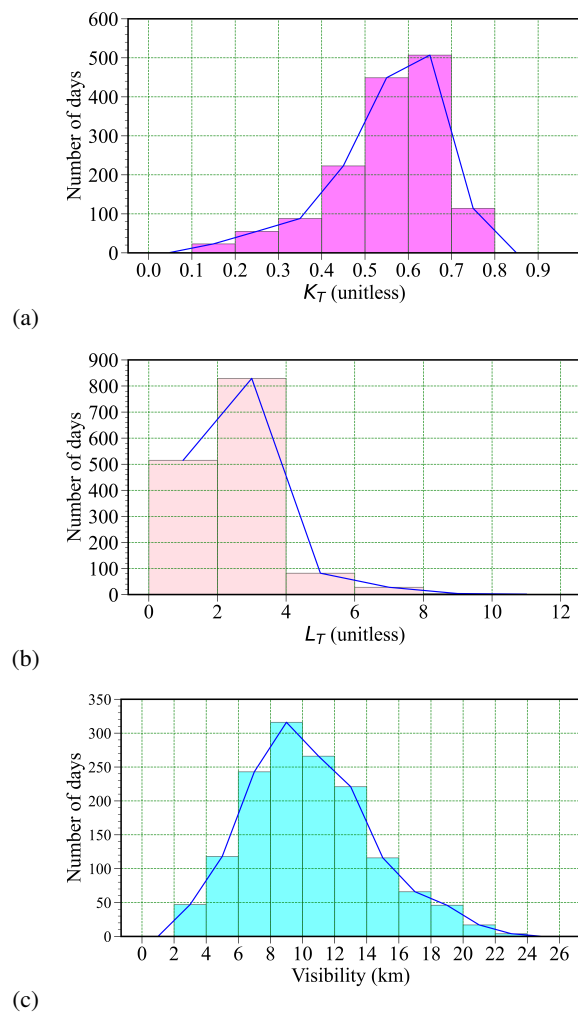 600
500
400
300
200
100
0
Number of days
0.0 0.1 0.2 0.3 0.4 0.5 0.6 0.7 0.8 0.9
K_T (unitless)
(a)
900
800
700
600
500
400
300
200
100
0
Number of days
0 2 4 6 8 10 12
L_T (unitless)
(b)
350
300
250
200
150
100
50
0
Number of days
0 2 4 6 8 10 12 14 16 18 20 22 24 26
Visibility (km)
(c)